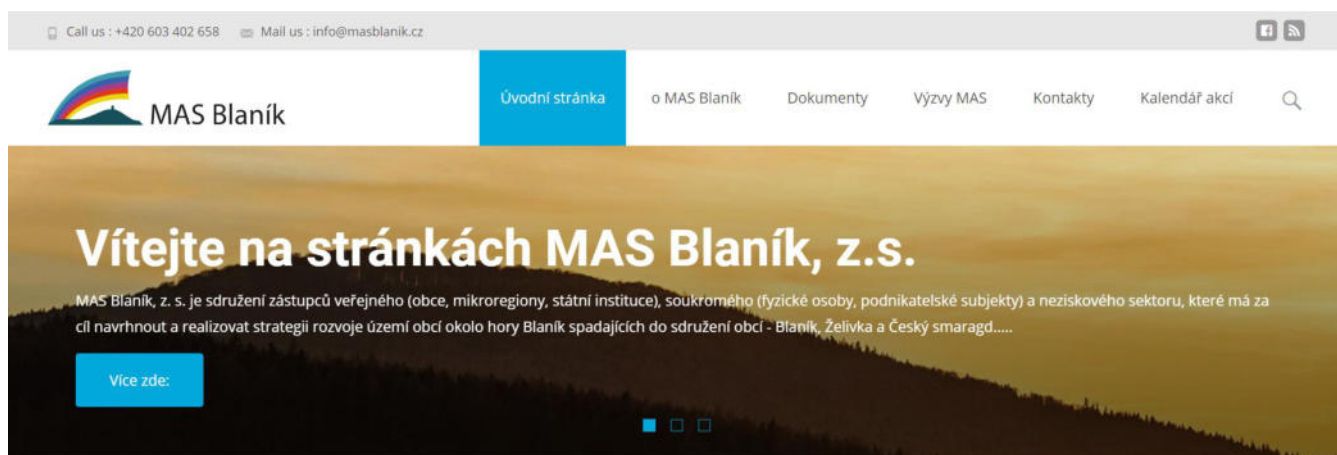 Call us : +420 603 402 658 Mail us : info@masblanik.cz
MAS Blaník
Úvodní stránka o MAS Blaník Dokumenty Výzvy MAS Kontakty Kalendář akcí
Vítejte na stránkách MAS Blaník, z.s.
MAS Blaník, z. s. je sdružení zástupců veřejného (obce, mikroregiony, státní instituce), soukromého (fyzické osoby, podnikatelské subjekty) a neziskového sektoru, které má za
cíl navrhnout a realizovat strategii rozvoje území obcí okolo hory Blaník spadajících do sdružení obcí - Blaník, Želivka a Český smaragd.....
Více zde: